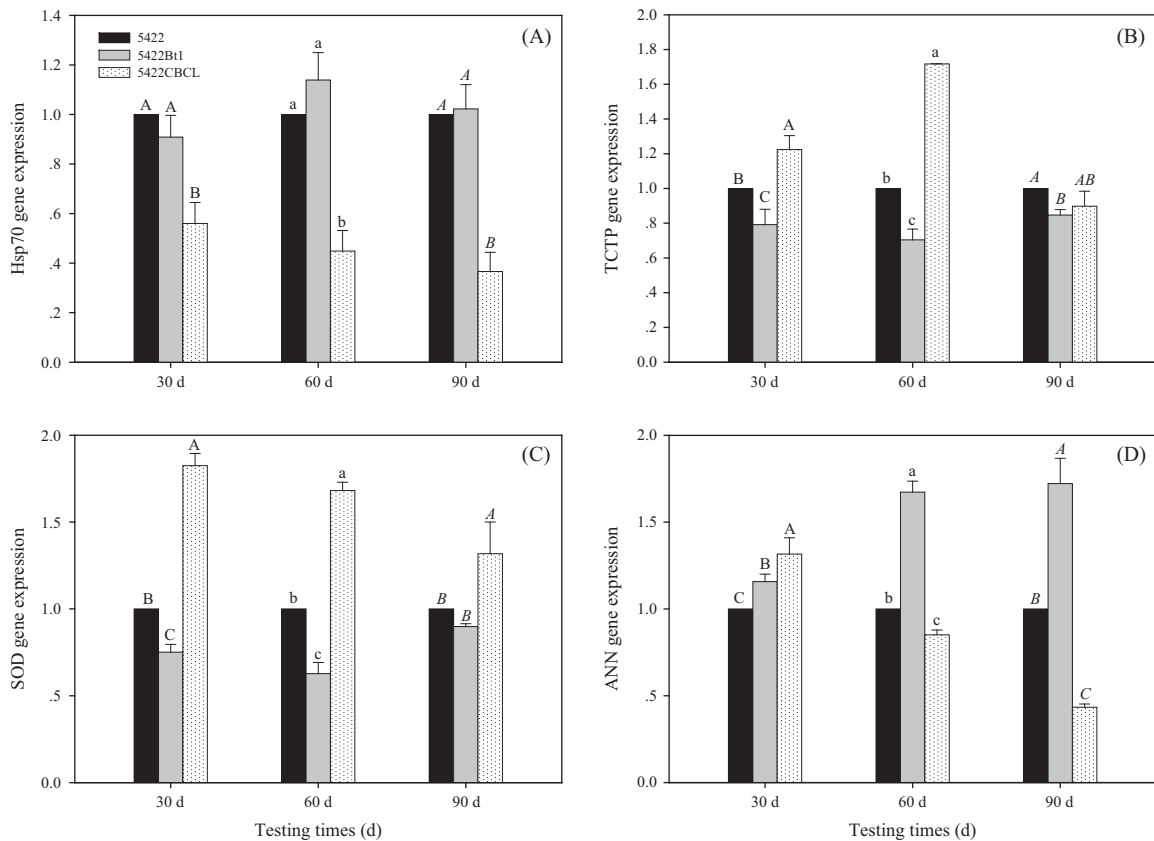 1.4
1.2
1.0
.8
.6
.4
.2
0.0
Hsp70 gene expression
5422
5422Bt1
5422CBCL
(A)
A A B
a a b
A A B
30 d 60 d 90 d
2.0
1.8
1.6
1.4
1.2
1.0
.8
.6
.4
.2
0.0
TCTP gene expression
(B)
B C A
b c a
A B AB
30 d 60 d 90 d
2.0
1.5
1.0
.5
0.0
SOD gene expression
(C)
B C A
b c a
B B A
30 d 60 d 90 d
Testing times (d)
2.0
1.5
1.0
.5
0.0
ANN gene expression
(D)
C B A
b a c
B A C
30 d 60 d 90 d
Testing times (d)